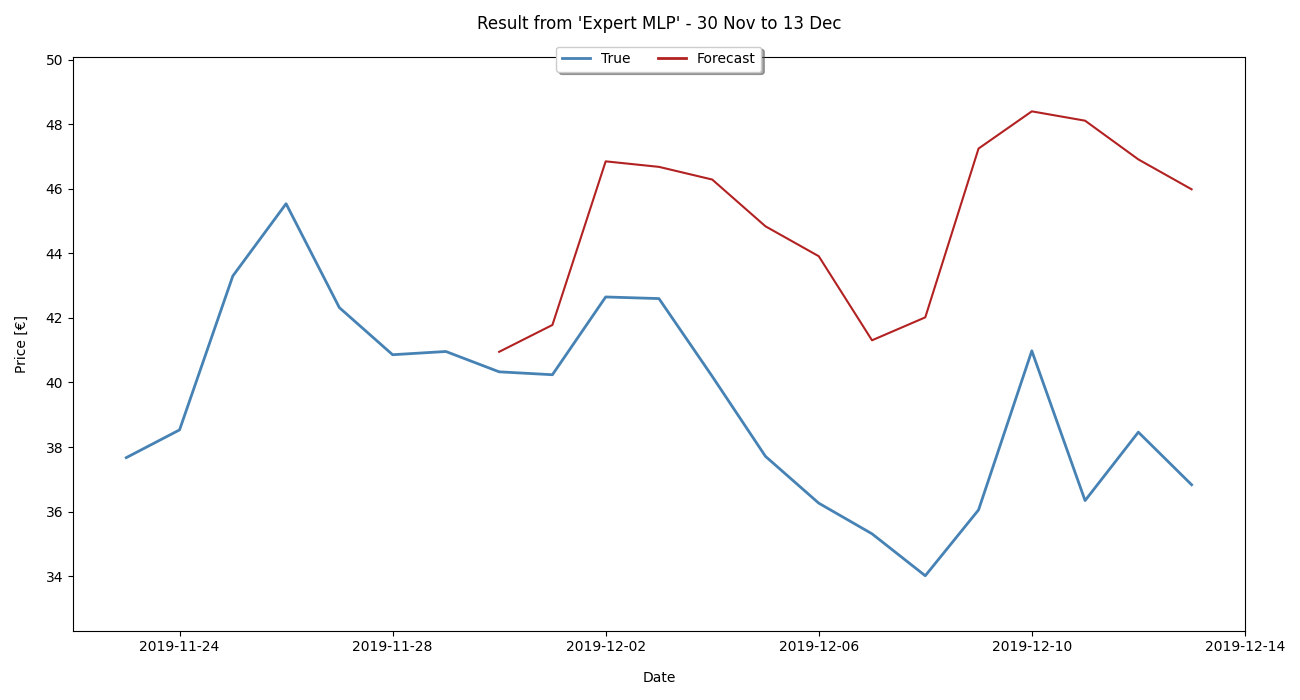 Result from 'Expert MLP' - 30 Nov to 13 Dec
True Forecast
50
48
46
44
42
40
38
36
34
Price [€]
2019-11-24 2019-11-28 2019-12-02 2019-12-06 2019-12-10 2019-12-14
Date